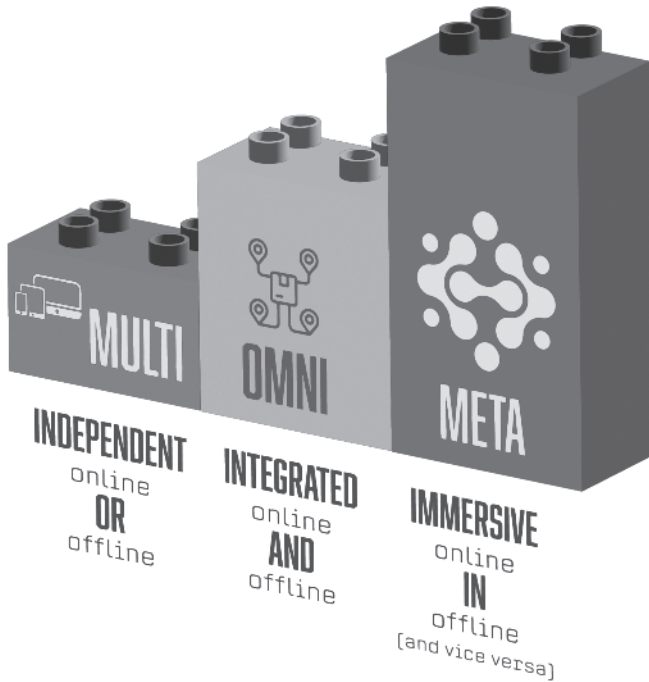 MULTI
OMNI
META
INDEPENDENT
online
OR
offline
INTEGRATED
online
AND
offline
IMMERSIVE
online
IN
offline
(and vice versa)